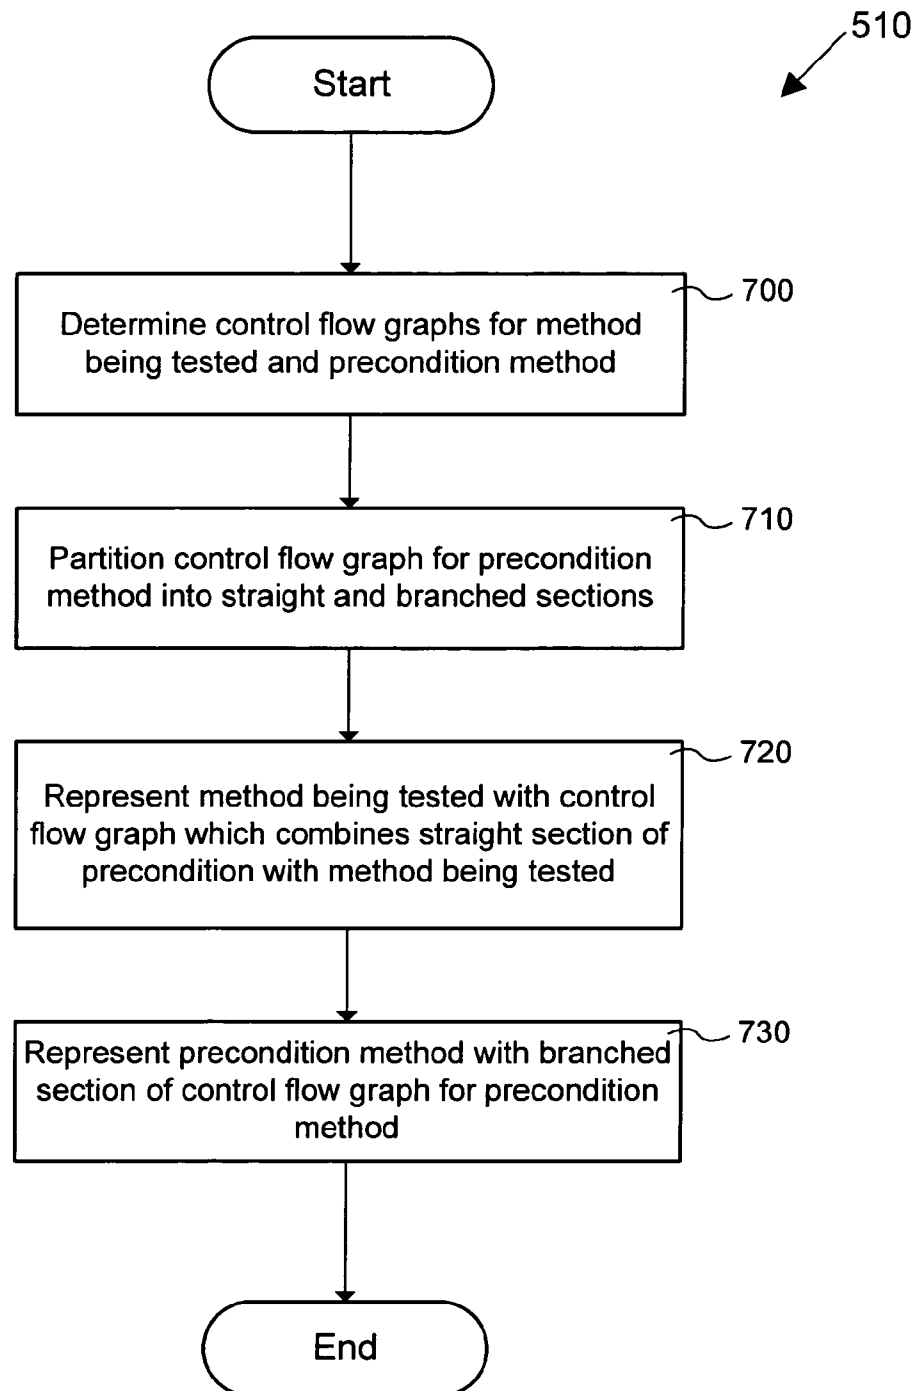 510
Start
700
Determine control flow graphs for method
being tested and precondition method
710
Partition control flow graph for precondition
method into straight and branched sections
720
Represent method being tested with control
flow graph which combines straight section of
precondition with method being tested
730
Represent precondition method with branched
section of control flow graph for precondition
method
End